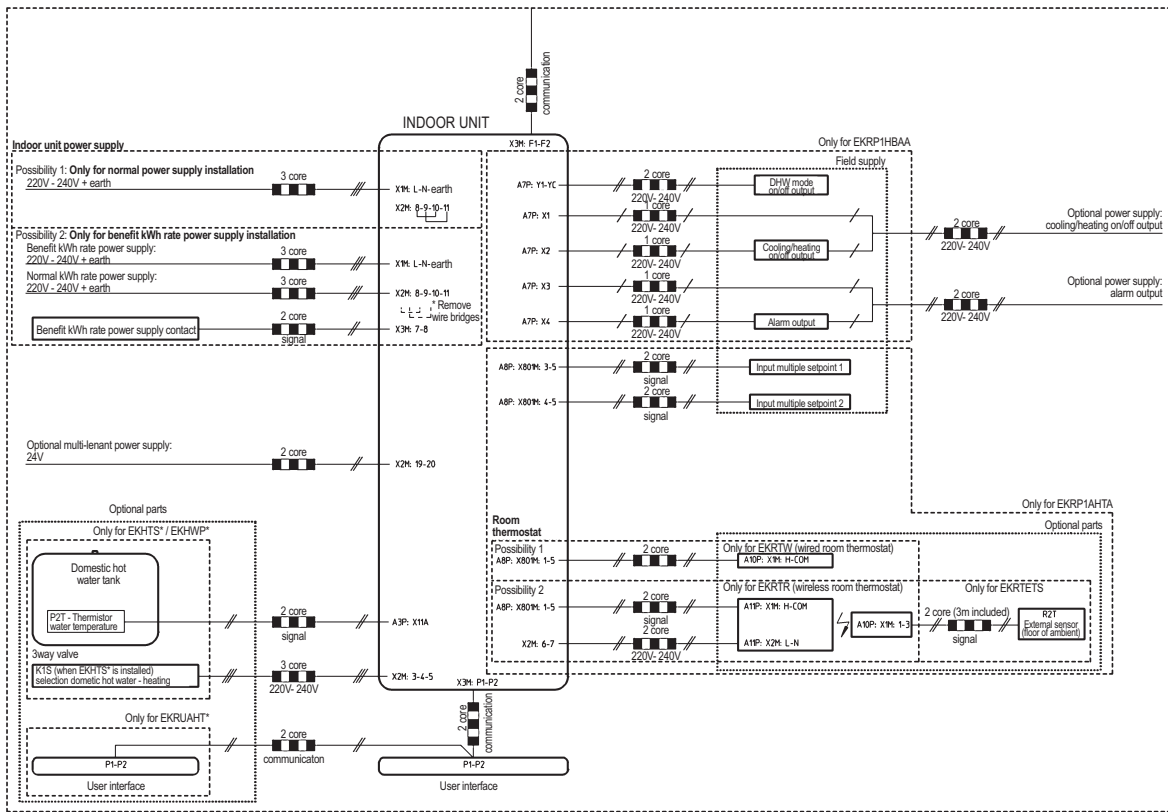 2 core
communication
INDOOR UNIT
X3M: F1-F2
Indoor unit power supply
Possibility 1: Only for normal power supply installation
220V - 240V + earth
3 core
X1M: L-N-earth
X2M: 8-9-10-11
Possibility 2: Only for benefit kWh rate power supply installation
Benefit kWh rate power supply:
220V - 240V + earth
3 core
X1M: L-N-earth
Normal kWh rate power supply:
220V - 240V + earth
3 core
X2M: 8-9-10-11
* Remove
wire bridges
Benefit kWh rate power supply contact
2 core
signal
X3M: 7-8
Optional multi-lenant power supply:
24V
2 core
X2M: 19-20
Optional parts
Only for EKHTS* / EKHWP*
Domestic hot
water tank
P2T - Thermistor
water temperature
2 core
signal
A3P: X11A
3way valve
K1S (when EKHTS* is installed)
selection dometic hot water - heating
3 core
220V- 240V
X2M: 3-4-5
Only for EKRUAHT*
P1-P2
User interface
2 core
communicaton
X3M: P1-P2
2 core
communication
P1-P2
User interface
Only for EKRP1HBAA
Field supply
A7P: Y1-YC
2 core
220V- 240V
DHW mode
on/off output
A7P: X1
1 core
220V- 240V
A7P: X2
1 core
220V- 240V
Cooling/heating
on/off output
2 core
220V- 240V
Optional power supply:
cooling/heating on/off output
A7P: X3
1 core
220V- 240V
A7P: X4
1 core
220V- 240V
Alarm output
2 core
220V- 240V
Optional power supply:
alarm output
A8P: X801M: 3-5
2 core
signal
Input multiple setpoint 1
A8P: X801M: 4-5
2 core
signal
Input multiple setpoint 2
Only for EKRP1AHTA
Optional parts
Room
thermostat
Possibility 1
A8P: X801M: 1-5
2 core
Only for EKRTW (wired room thermostat)
A10P: X1M: H-COM
Possibility 2
A8P: X801M: 1-5
2 core
signal
X2M: 6-7
2 core
220V- 240V
Only for EKRTR (wireless room thermostat)
A11P: X1M: H-COM
A11P: X2M: L-N
A10P: X1M: 1-3
Only for EKRTETS
2 core (3m included)
signal
R2T
External sensor
(floor of ambient)